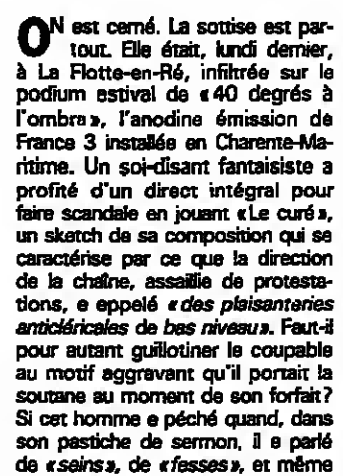 ON est cerné. La sottise est par-
tout. Elle était, lundi dernier,
à La Flotte-en-Ré, infiltrée sur le
podium estival de « 40 degrés à
l'ombre », l'anodine émission de
France 3 installée en Charente-Ma-
ritime. Un soi-disant fantaisiste a
profité d'un direct intégral pour
faire scandale en jouant « Le curé »,
un sketch de sa composition qui se
caractérise par ce que la direction
de la chaîne, assaillie de protesta-
tions, e eppelé « des plaisanteries
anticléricales de bas niveau ». Faut-il
pour autant guillotiner le coupable
au motif aggravant qu'il portait la
soutane au moment de son forfait ?
Si cet homme e péché quand, dans
son pastiche de sermon, il e parlé
de « seins », de « fesses », et même